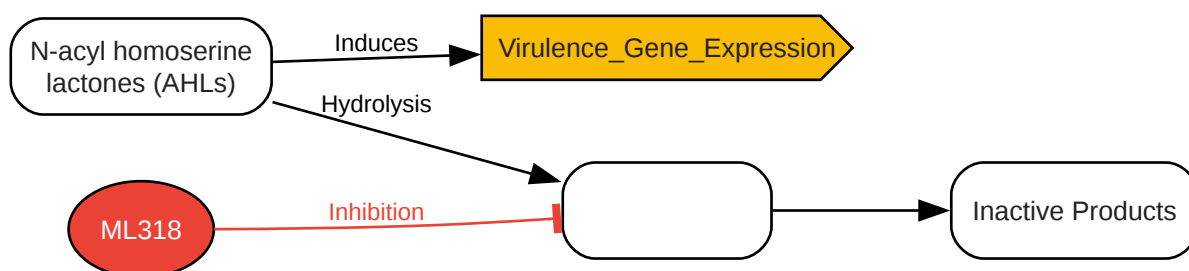 N-acyl homoserine
lactones (AHLs)
Induces
Virulence_Gene_Expression
Hydrolysis
ML318
Inhibition
Inactive Products